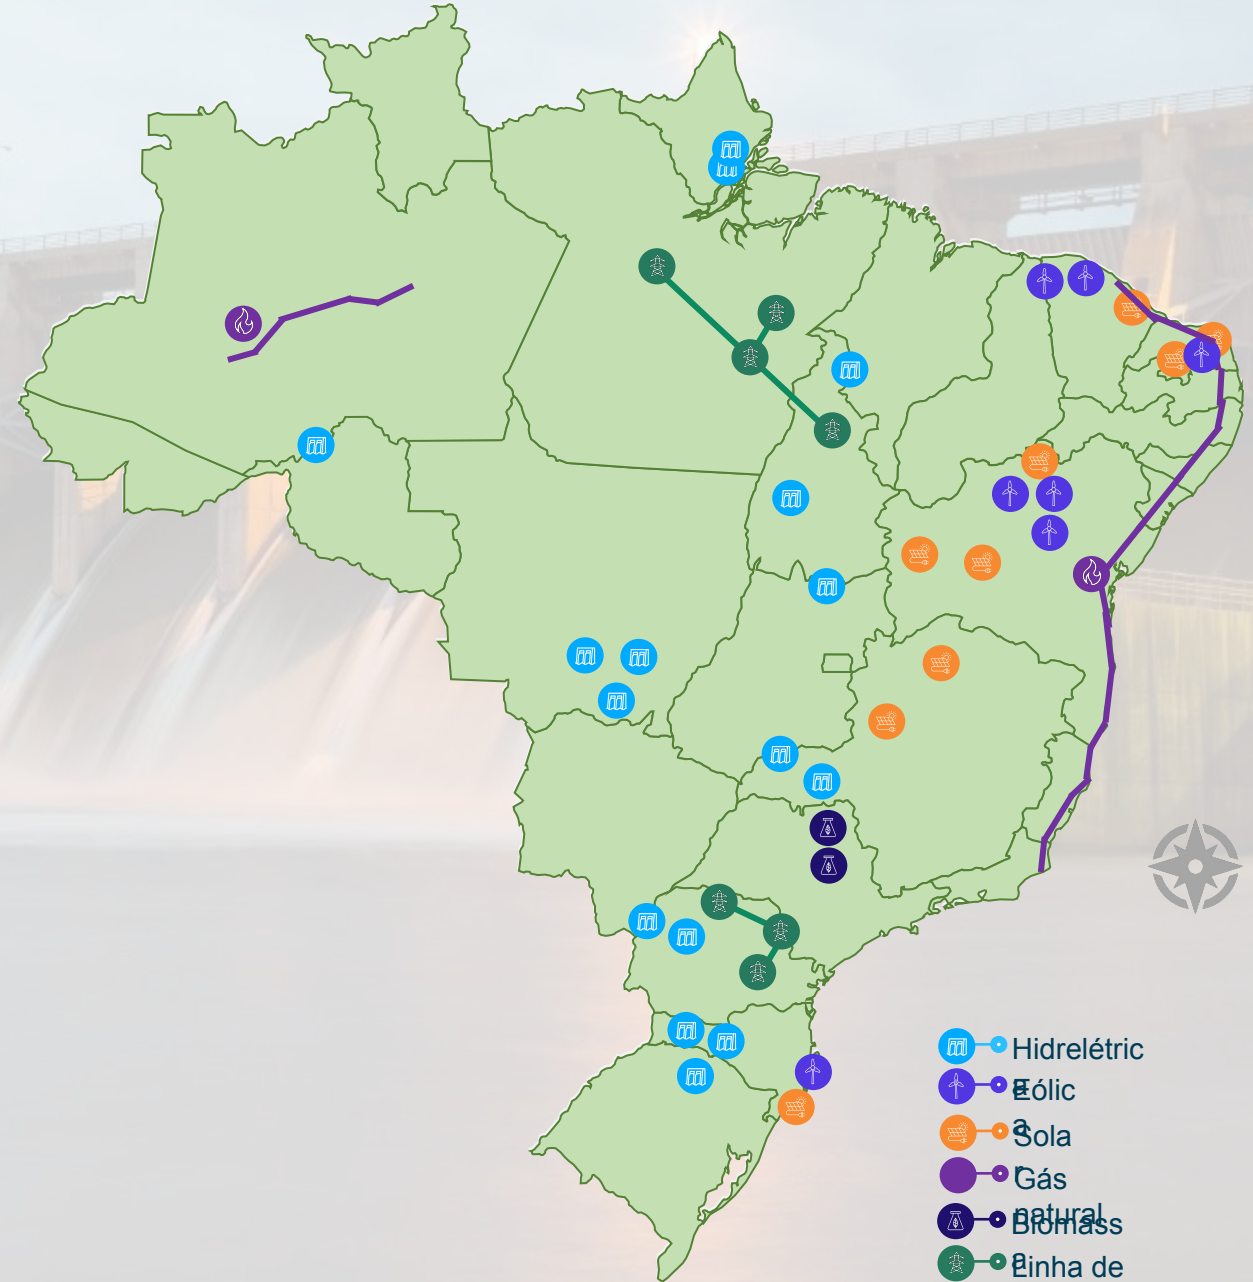 Hidrelétric
a
Eólic
a
Sola
r
Gás
natural
Biomass
a
Linha de